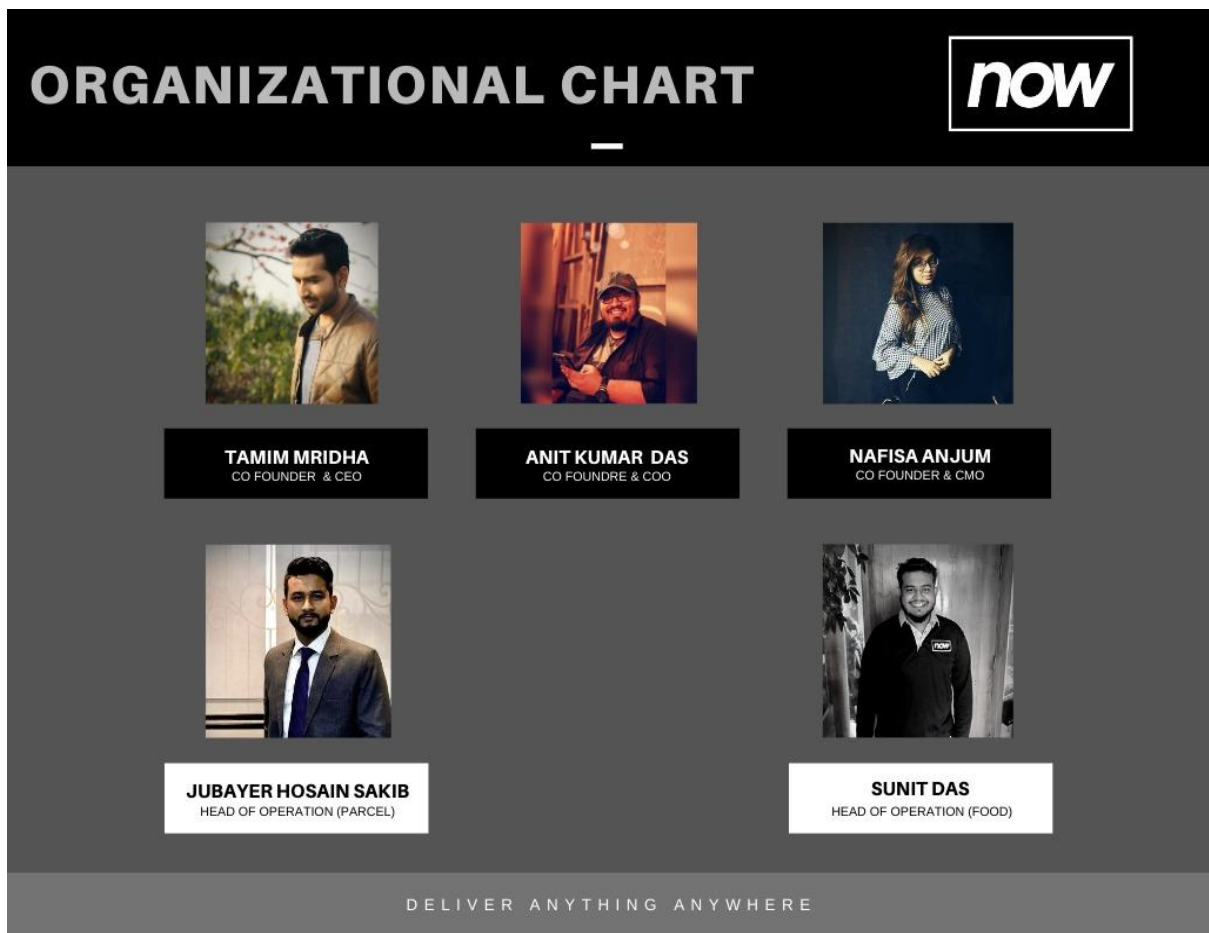 ORGANIZATIONAL CHART
now
TAMIM MRIDHA
CO FOUNDER & CEO
ANIT KUMAR DAS
CO FOUNDRE & COO
NAFISA ANJUM
CO FOUNDER & CMO
now
JUBAYER HOSAIN SAKIB
HEAD OF OPERATION (PARCEL)
SUNIT DAS
HEAD OF OPERATION (FOOD)
DELIVER ANYTHING ANYWHERE